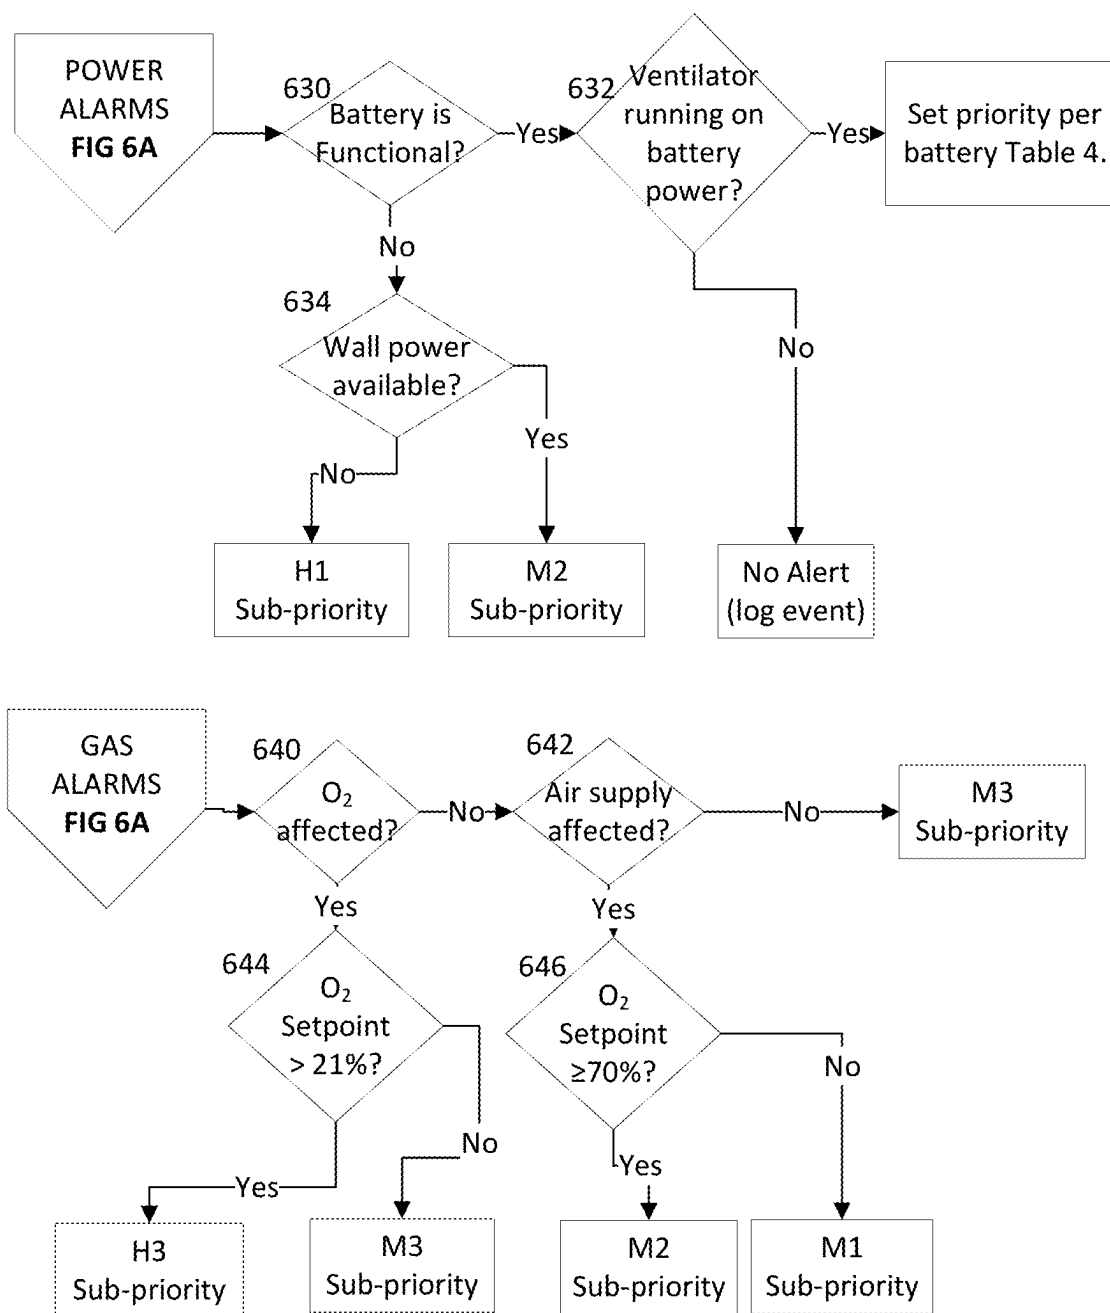 POWER
ALARMS
FIG 6A
630
Battery is
Functional?
Yes
632
Ventilator
running on
battery
power?
Yes
Set priority per
battery Table 4.
No
634
Wall power
available?
No
Yes
No
H1
Sub-priority
M2
Sub-priority
No Alert
(log event)
GAS
ALARMS
FIG 6A
640
O₂
affected?
No
642
Air supply
affected?
No
M3
Sub-priority
Yes
Yes
644
O₂
Setpoint
> 21%?
646
O₂
Setpoint
≥70%?
No
No
Yes
Yes
H3
Sub-priority
M3
Sub-priority
M2
Sub-priority
M1
Sub-priority